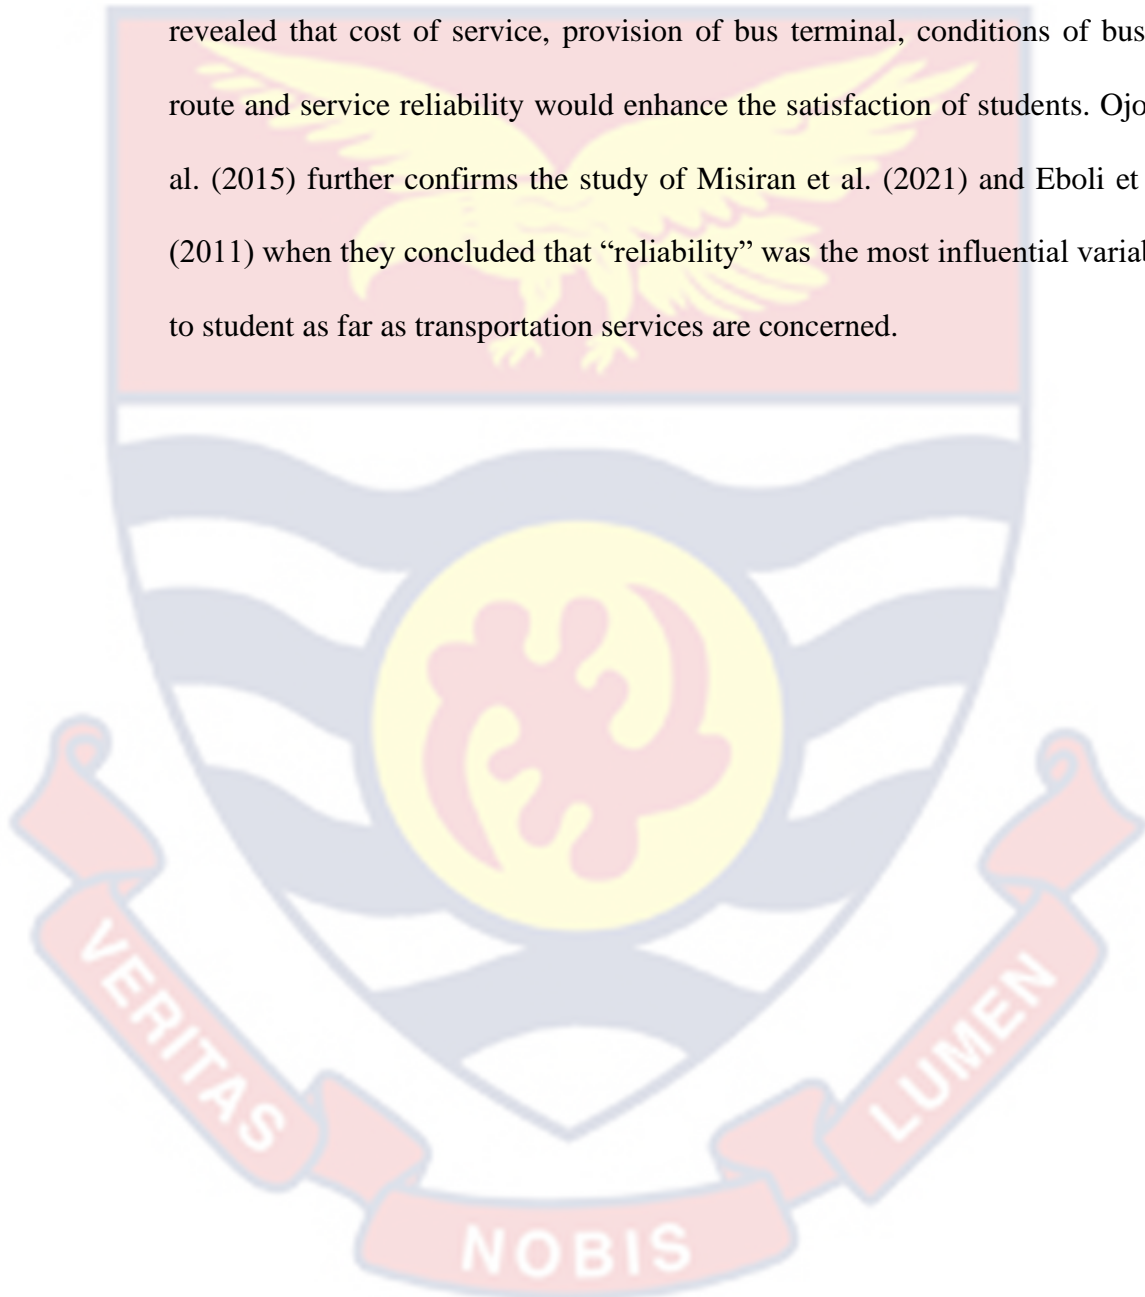 revealed that cost of service, provision of bus terminal, conditions of bus
route and service reliability would enhance the satisfaction of students. Ojo
al. (2015) further confirms the study of Misiran et al. (2021) and Eboli et
(2011) when they concluded that “reliability” was the most influential
to student as far as transportation services are concerned.
VERITAS
NOBIS
LUMEN